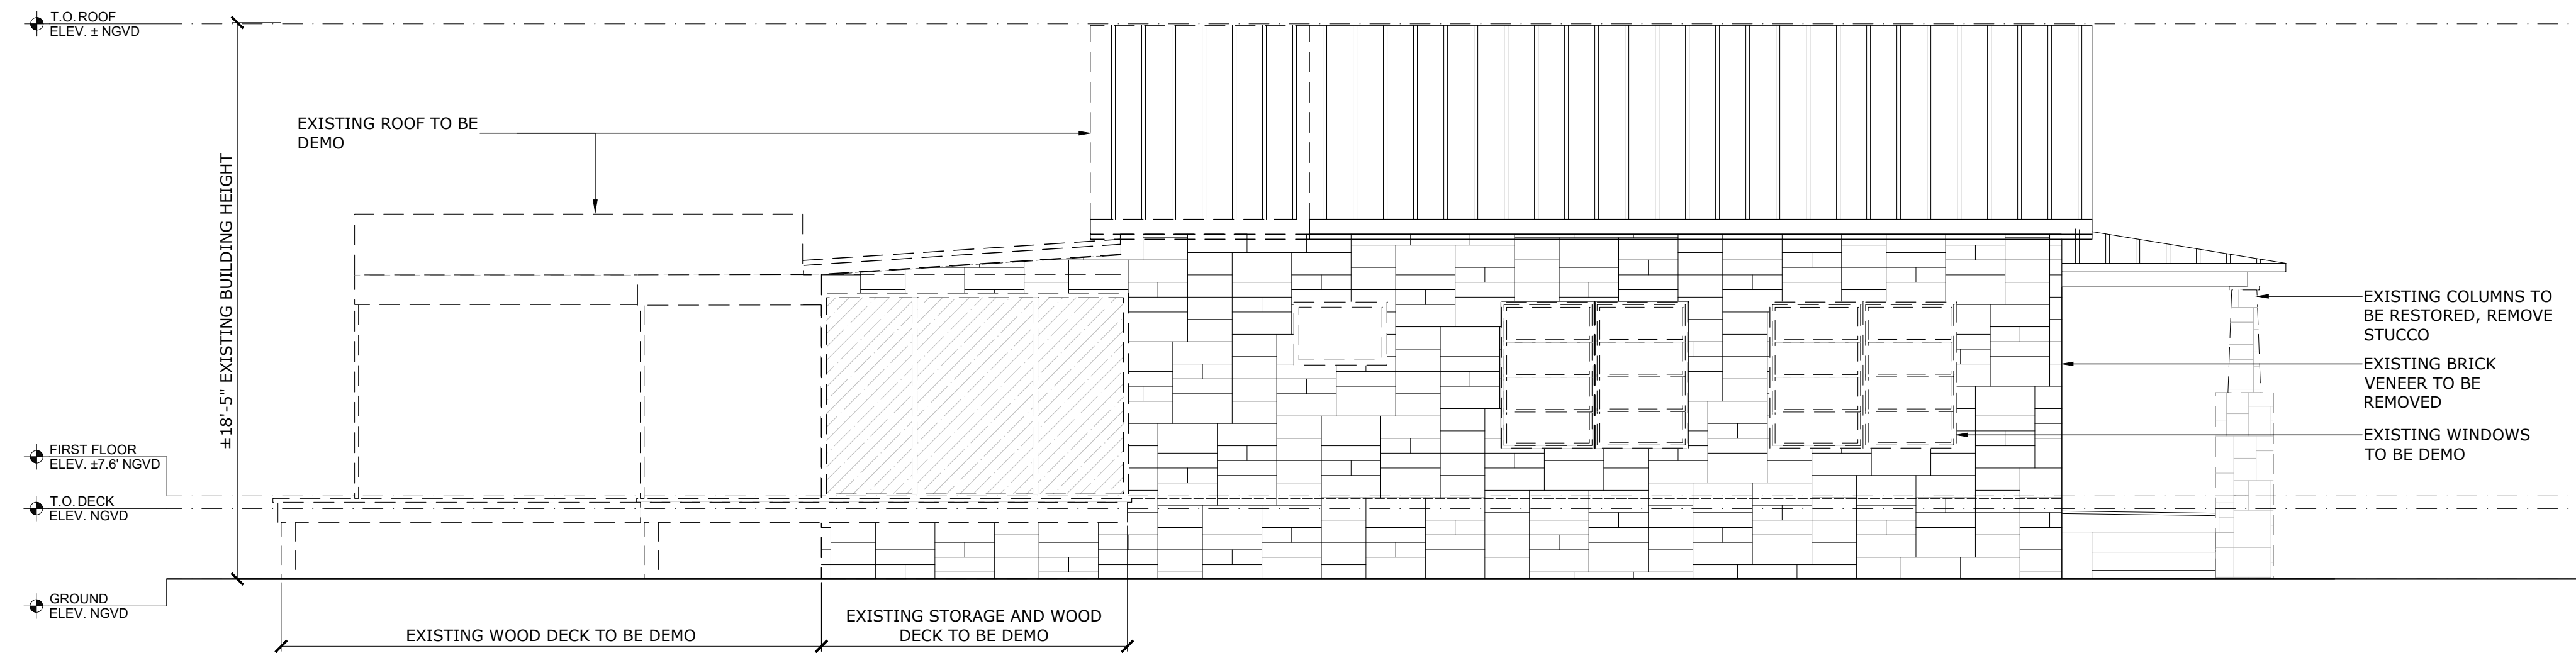 T.O. ROOF
ELEV. ± NGVD
EXISTING ROOF TO BE
DEMO
±18'-5" EXISTING BUILDING HEIGHT
EXISTING COLUMNS TO
BE RESTORED, REMOVE
STUCCO
EXISTING BRICK
VENEER TO BE
REMOVED
EXISTING WINDOWS
TO BE DEMO
FIRST FLOOR
ELEV. ±7.6' NGVD
T.O. DECK
ELEV. NGVD
GROUND
ELEV. NGVD
EXISTING WOOD DECK TO BE DEMO
EXISTING STORAGE AND WOOD
DECK TO BE DEMO